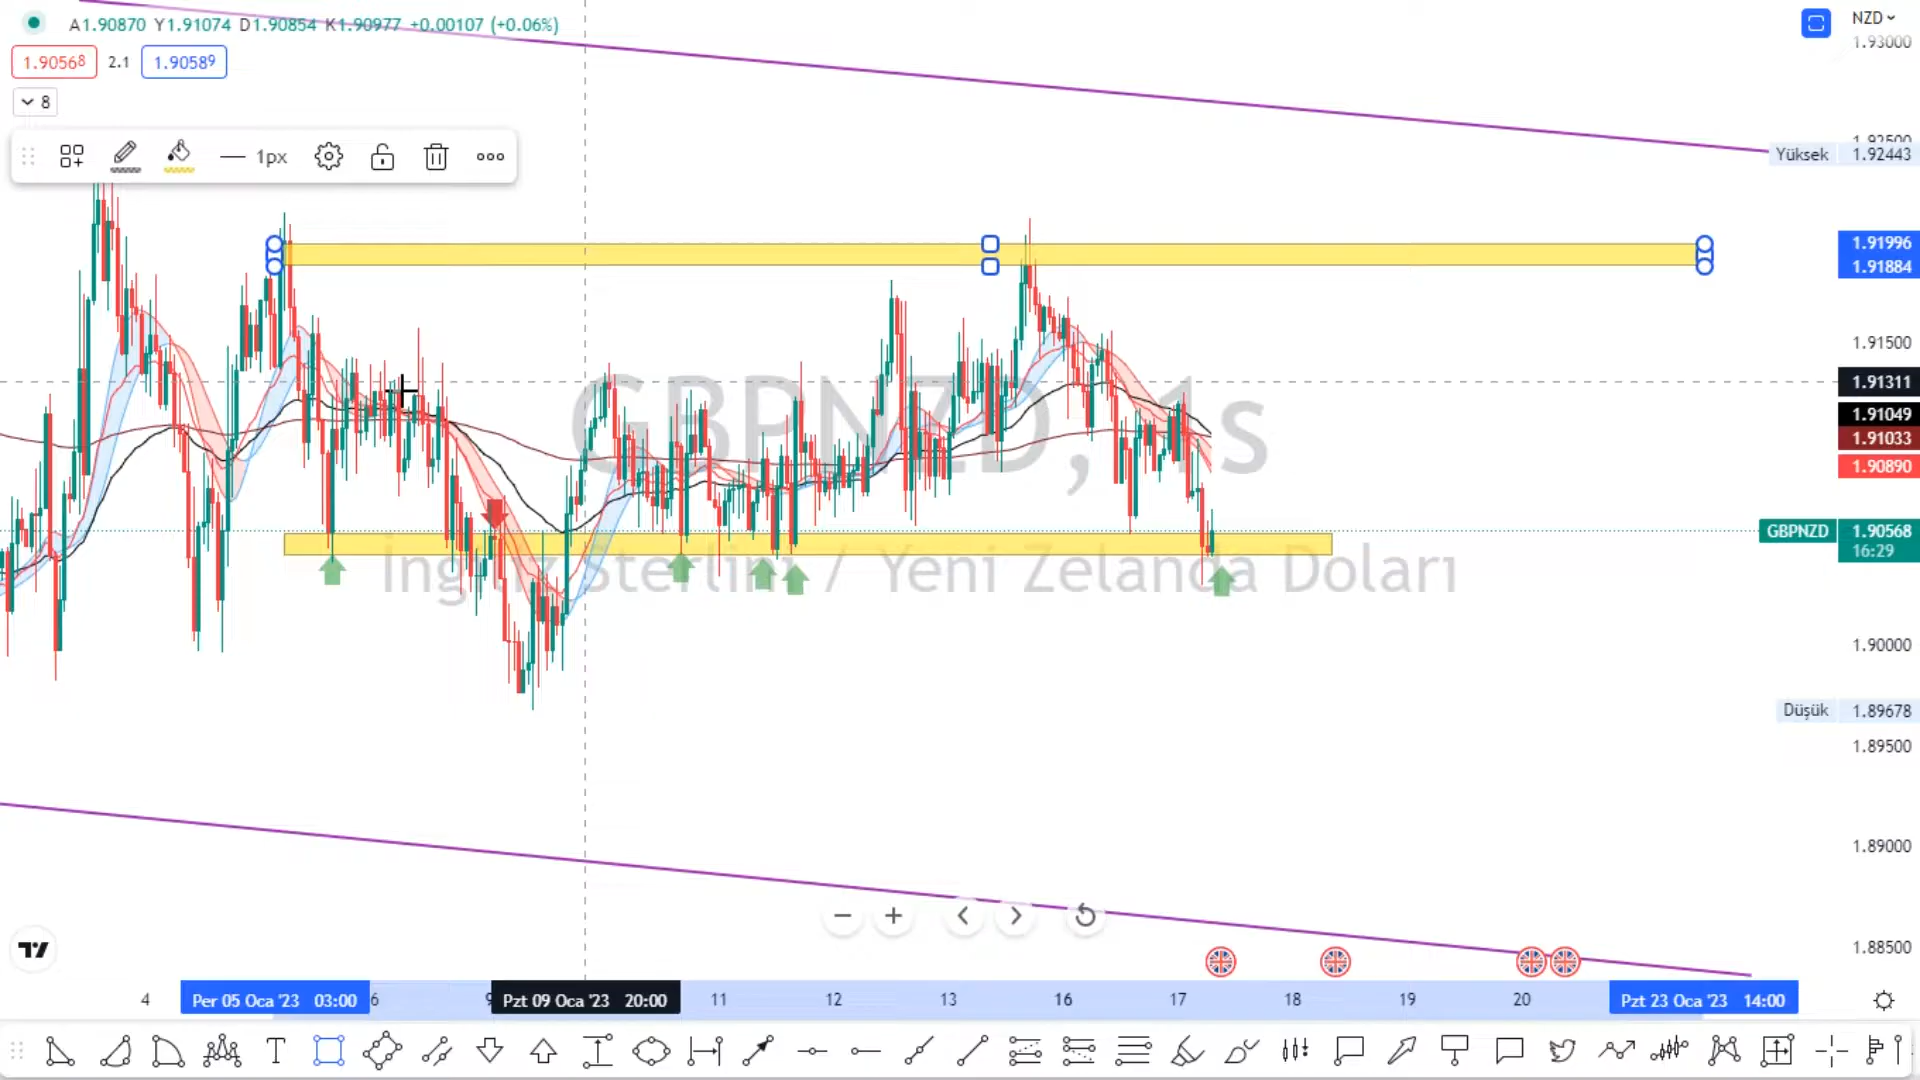 A1.90870 Y1.91074 D1.90854 K1.90977 +0.00107 (+0.06%)
NZD
1.93000
1.90568 2.1 1.90589
8
1px
1.92500
Yüksek 1.92443
1.91996
1.91884
1.91500
1.91311
1.91049
1.91033
1.90890
GBPNZD, 1s
GBPNZD 1.90568
16:29
İngiliz Sterlini / Yeni Zelanda Doları
1.90000
Düşük 1.89678
1.89500
1.89000
1.88500
4 Per 05 Oca '23 03:00 6 9 Pzt 09 Oca '23 20:00 11 12 13 16 17 18 19 20 Pzt 23 Oca '23 14:00